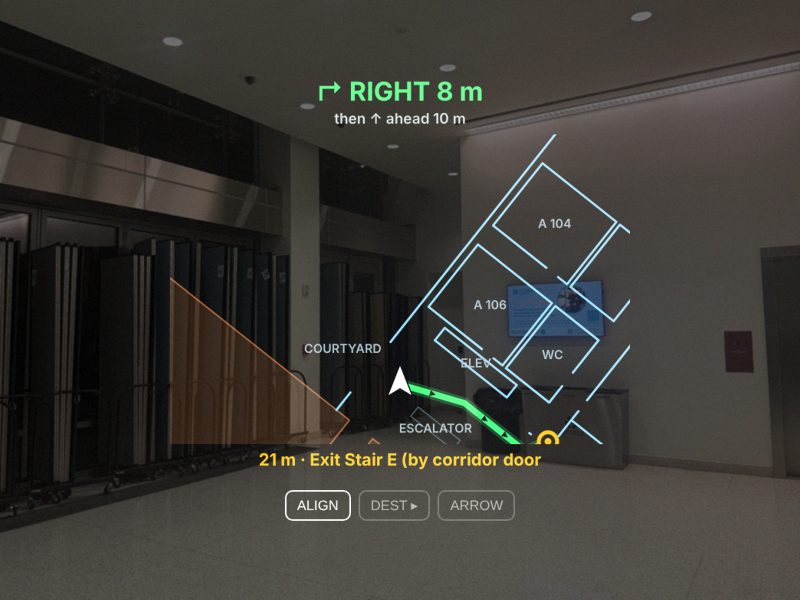 ↱ RIGHT 8 m
then ↑ ahead 10 m
A 104
A 106
COURTYARD
ELEV
WC
ESCALATOR
21 m · Exit Stair E (by corridor door
ALIGN
DEST ▸
ARROW